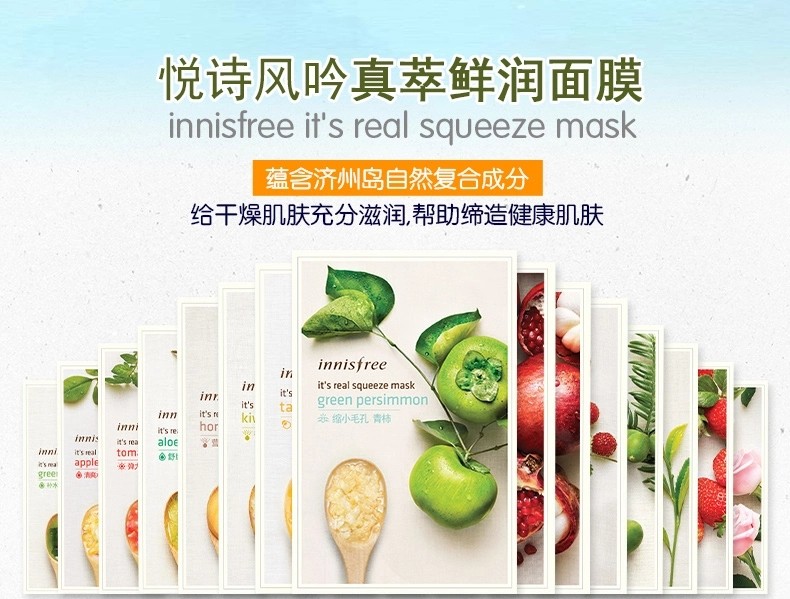 悦诗风吟真萃鲜润面膜
innisfree it's real squeeze mask
蕴含济州岛自然复合成分
给干燥肌肤充分滋润,帮助缔造健康肌肤
innisfree
it's real squeeze mask
green persimmon
缩小毛孔 青柿
it's real
apple
aloe